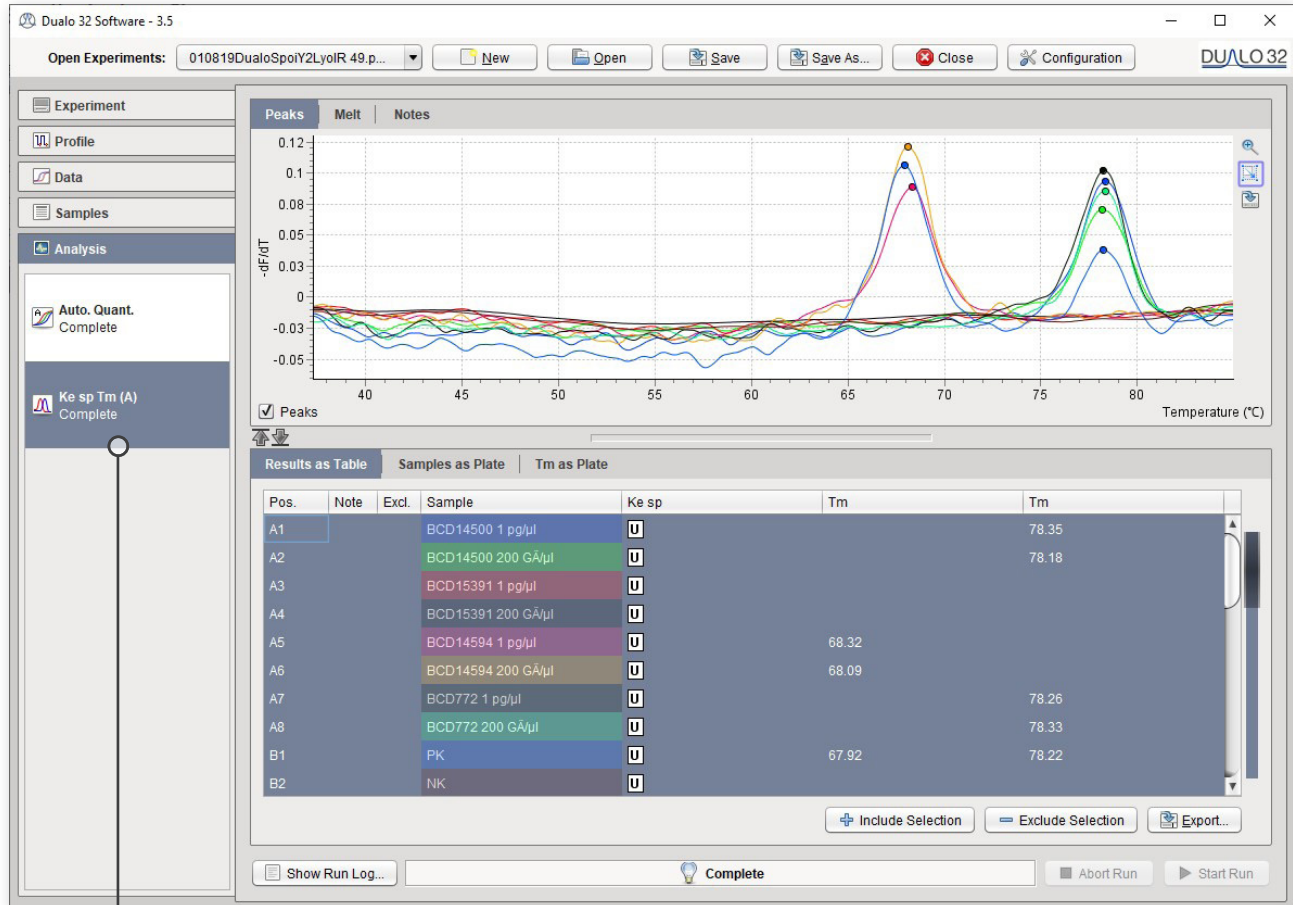 Dualo 32 Software - 3.5
Open Experiments: 010819DualoSpoiY2LyoIR 49.p... New Open Save Save As... Close Configuration DUALO 32
Experiment
Profile
Data
Samples
Analysis
Auto. Quant.
Complete
Ke sp Tm (A)
Complete
Peaks Melt Notes
0.12
0.1
0.08
0.05
0.03
0
-0.03
-0.05
-dF/dT
40 45 50 55 60 65 70 75 80
Peaks
Temperature (°C)
Results as Table Samples as Plate Tm as Plate
Pos. Note Excl. Sample Ke sp Tm Tm
A1 BCD14500 1 pg/µl U 78.35
A2 BCD14500 200 GÄ/µl U 78.18
A3 BCD15391 1 pg/µl U
A4 BCD15391 200 GÄ/µl U
A5 BCD14594 1 pg/µl U 68.32
A6 BCD14594 200 GÄ/µl U 68.09
A7 BCD772 1 pg/µl U 78.26
A8 BCD772 200 GÄ/µl U 78.33
B1 PK U 67.92 78.22
B2 NK U
Include Selection Exclude Selection Export...
Show Run Log... Complete Abort Run Start Run